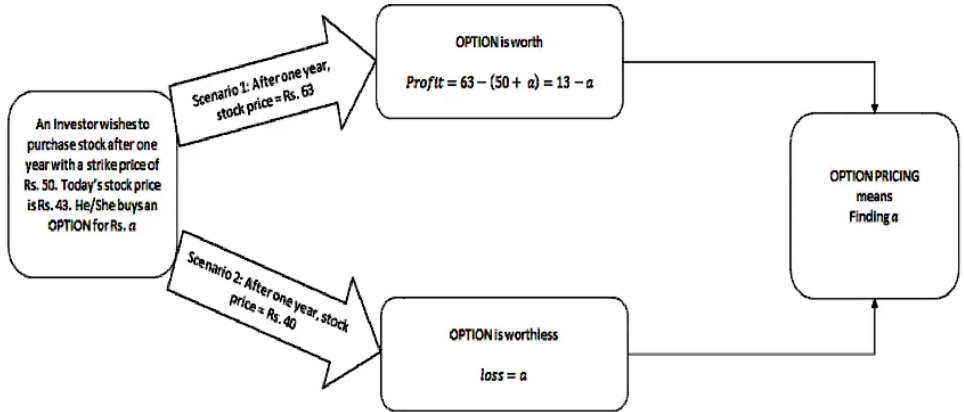 An Investor wishes to
purchase stock after one
year with a strike price of
Rs. 50. Today's stock price
is Rs. 43. He/She buys an
OPTION for Rs. a
Scenario 1: After one year,
stock price = Rs. 63
OPTION is worth
Profit = 63 − (50 + a) = 13 − a
Scenario 2: After one year, stock
price = Rs. 40
OPTION is worthless
loss = a
OPTION PRICING
means
Finding a